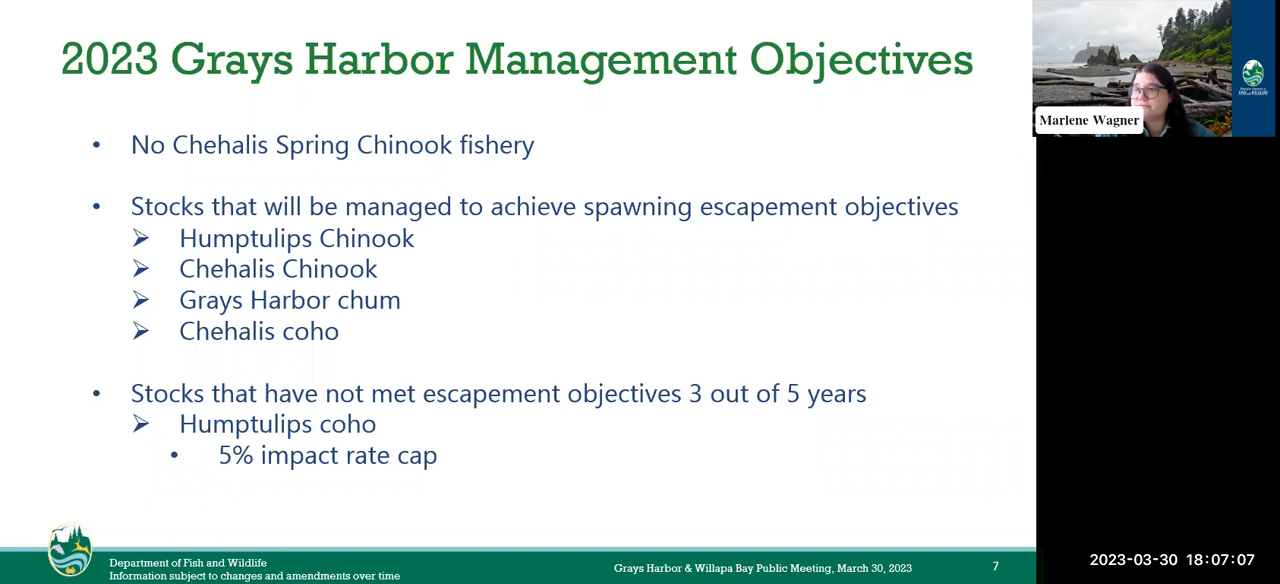 2023 Grays Harbor Management Objectives
Marlene Wagner
• No Chehalis Spring Chinook fishery
• Stocks that will be managed to achieve spawning escapement objectives
➢ Humptulips Chinook
➢ Chehalis Chinook
➢ Grays Harbor chum
➢ Chehalis coho
• Stocks that have not met escapement objectives 3 out of 5 years
➢ Humptulips coho
• 5% impact rate cap
Department of Fish and Wildlife
Information subject to changes and amendments over time
Grays Harbor & Willapa Bay Public Meeting, March 30, 2023
7
2023-03-30 18:07:07